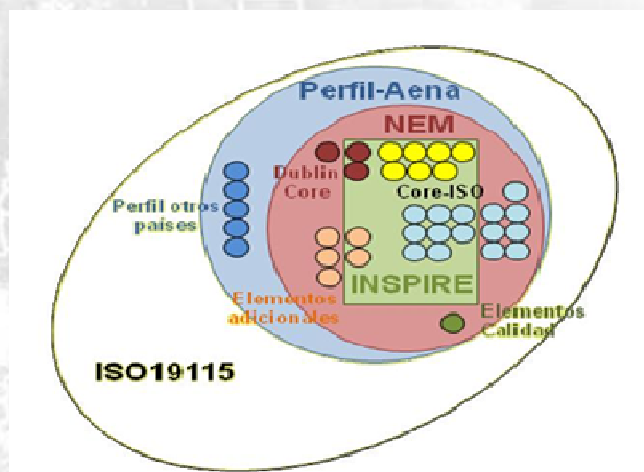 Perfil-Aena
NEM
Dublin
Core
Core-ISO
Perfil otros
países
INSPIRE
Elementos
adicionales
Elementos
Calidad
ISO19115